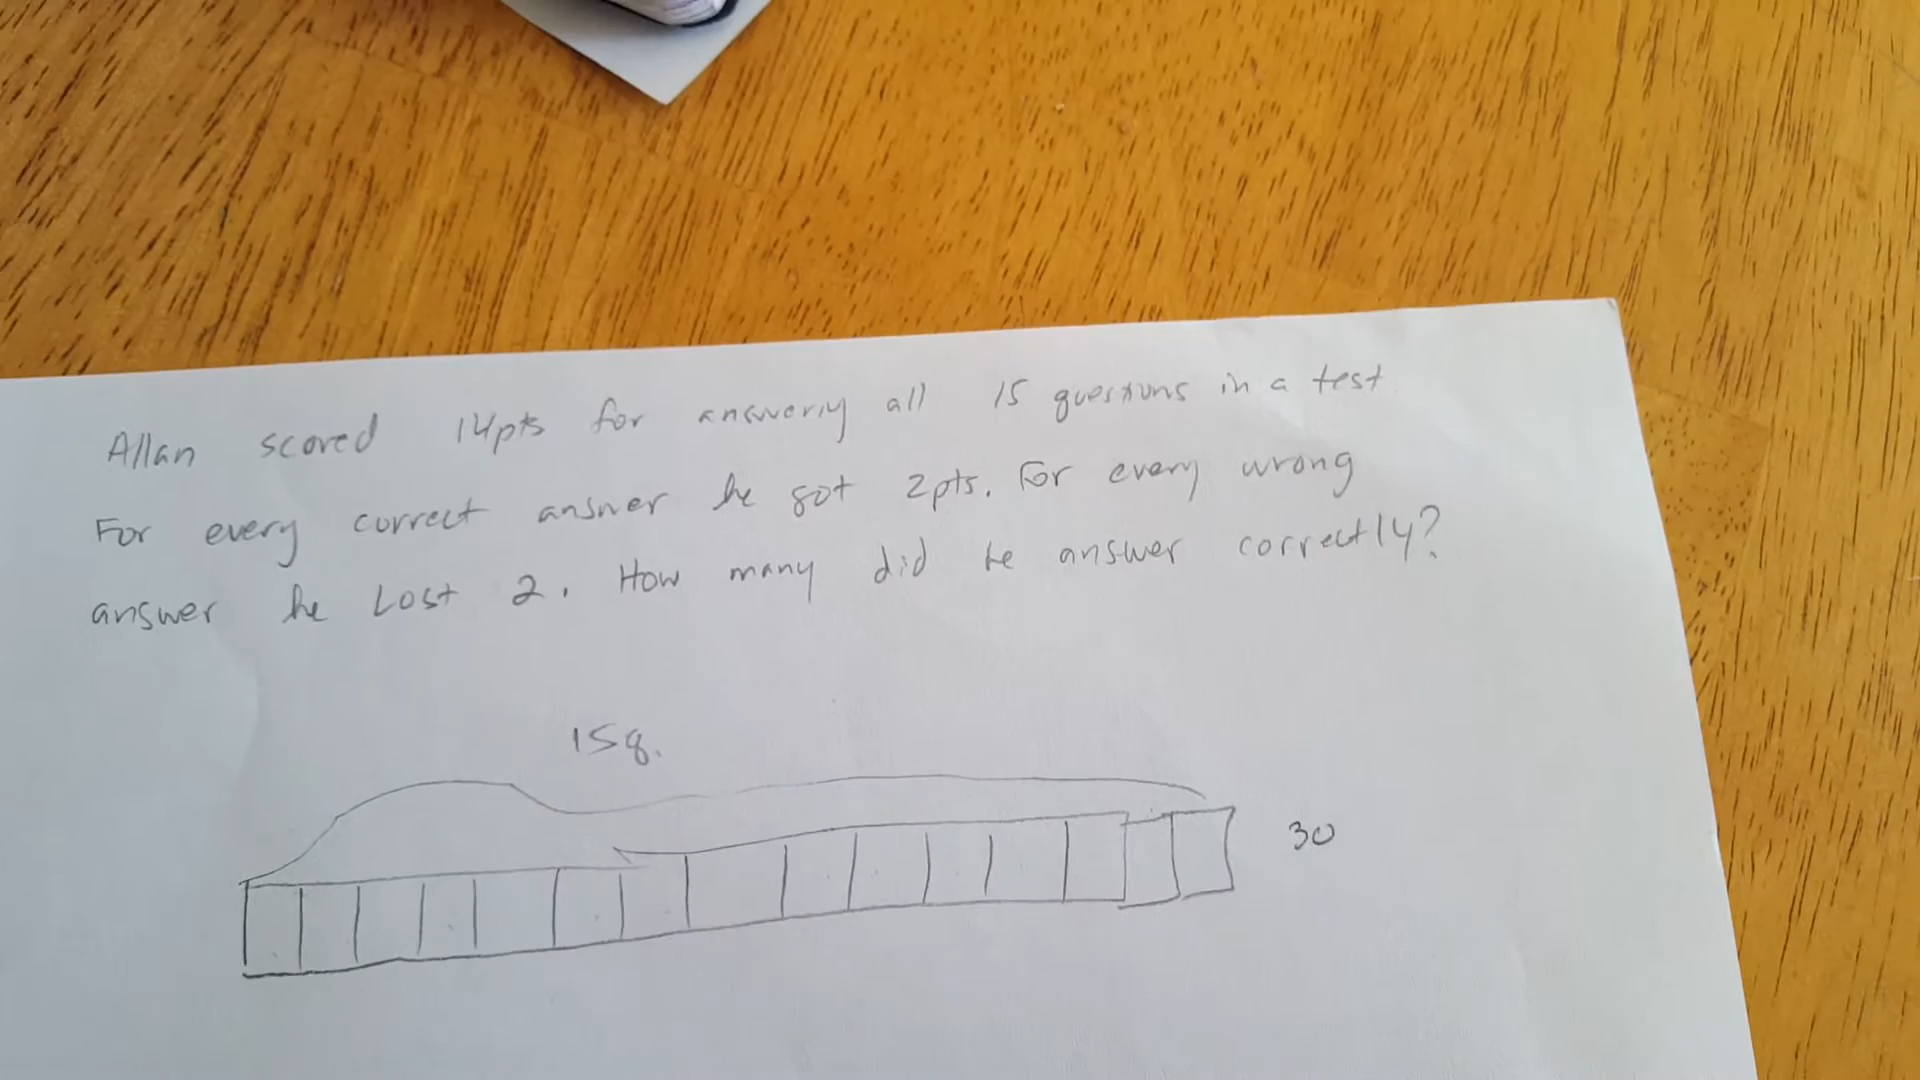 Allan scored 14pts for answering all 15 questions in a test
For every correct answer he got 2pts. For every wrong
answer he Lost 2. How many did he answer correctly?
15q.
30